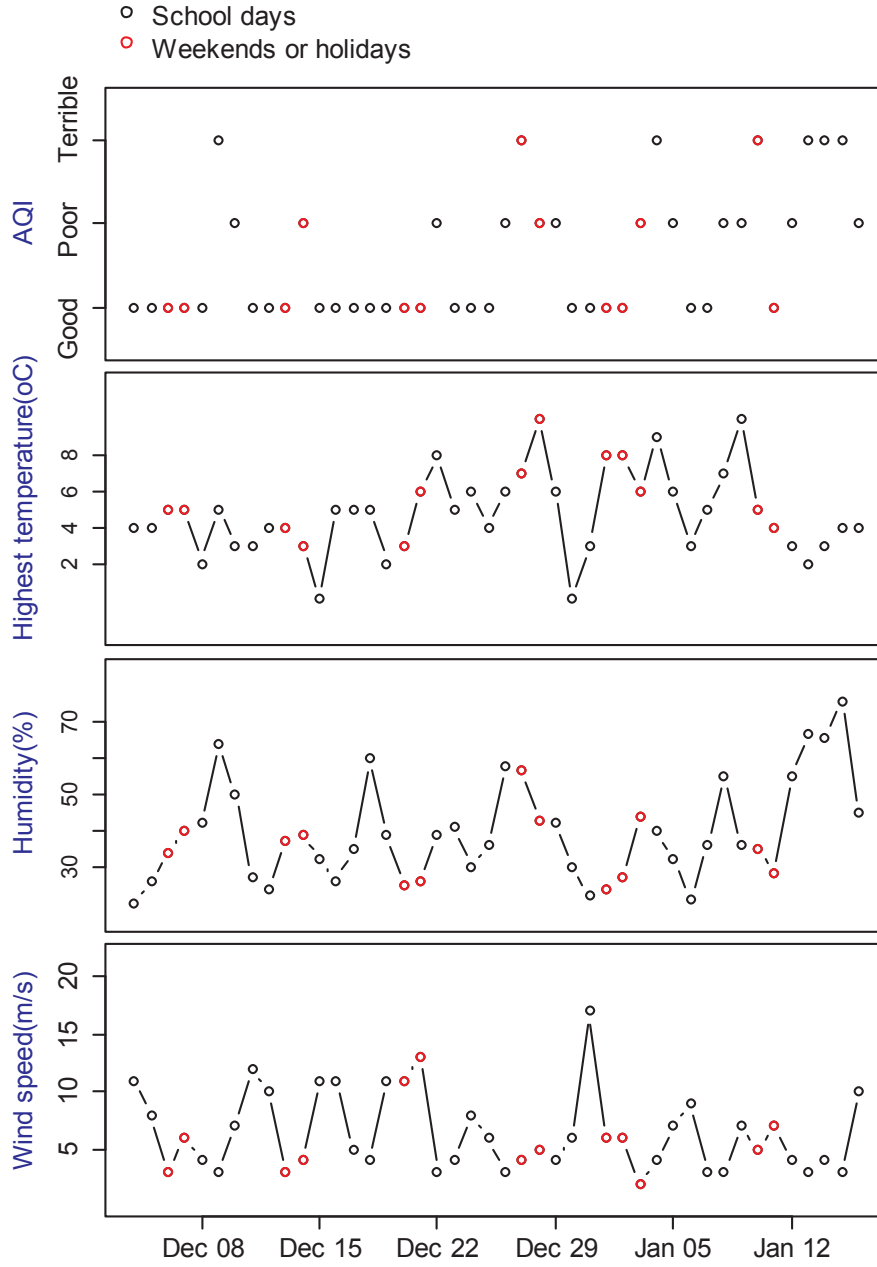 School days
Weekends or holidays
AQI
Terrible
Poor
Good
Highest temperature(oC)
8
6
4
2
Humidity(%)
70
50
30
Wind speed(m/s)
20
15
10
5
Dec 08 Dec 15 Dec 22 Dec 29 Jan 05 Jan 12